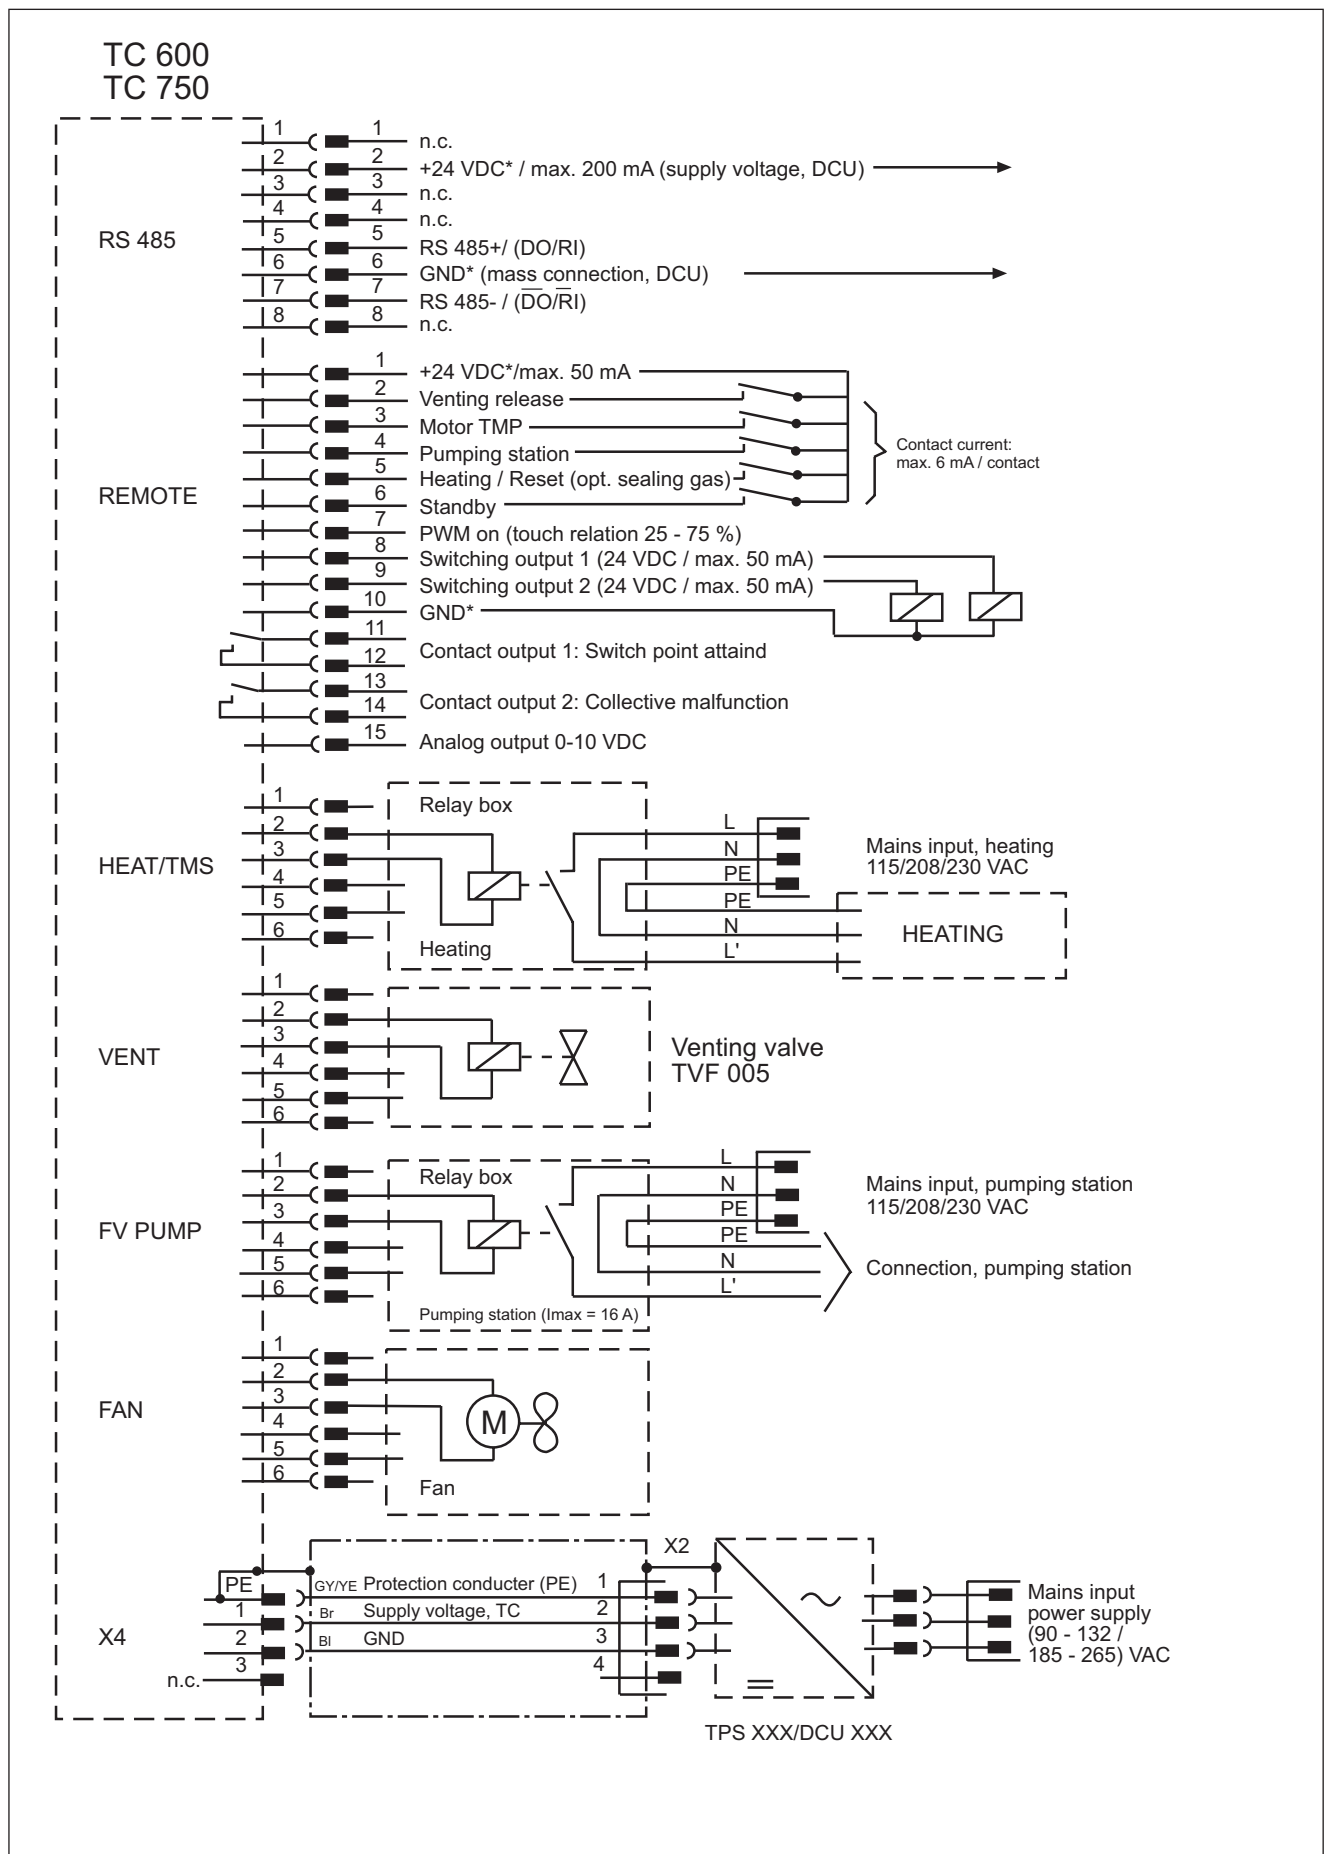 TC 600
TC 750
RS 485
1 1 n.c.
2 2 +24 VDC* / max. 200 mA (supply voltage, DCU)
3 3 n.c.
4 4 n.c.
5 5 RS 485+/ (DO/RI)
6 6 GND* (mass connection, DCU)
7 7 RS 485- / (D̅O̅/R̅I̅)
8 8 n.c.
REMOTE
1 +24 VDC*/max. 50 mA
2 Venting release
3 Motor TMP
4 Pumping station
5 Heating / Reset (opt. sealing gas)
6 Standby
Contact current:
max. 6 mA / contact
7 PWM on (touch relation 25 - 75 %)
8 Switching output 1 (24 VDC / max. 50 mA)
9 Switching output 2 (24 VDC / max. 50 mA)
10 GND*
11
12
Contact output 1: Switch point attaind
13
14
Contact output 2: Collective malfunction
15 Analog output 0-10 VDC
HEAT/TMS
1
2
3
4
5
6
Relay box
Heating
L
N
PE
PE
N
L'
Mains input, heating
115/208/230 VAC
HEATING
VENT
1
2
3
4
5
6
Venting valve
TVF 005
FV PUMP
1
2
3
4
5
6
Relay box
Pumping station (Imax = 16 A)
L
N
PE
PE
N
L'
Mains input, pumping station
115/208/230 VAC
Connection, pumping station
FAN
1
2
3
4
5
6
M
Fan
X4
PE
1
2
3
n.c.
GY/YE Protection conducter (PE) 1
Br Supply voltage, TC 2
Bl GND 3
4
X2
TPS XXX/DCU XXX
Mains input
power supply
(90 - 132 /
185 - 265) VAC